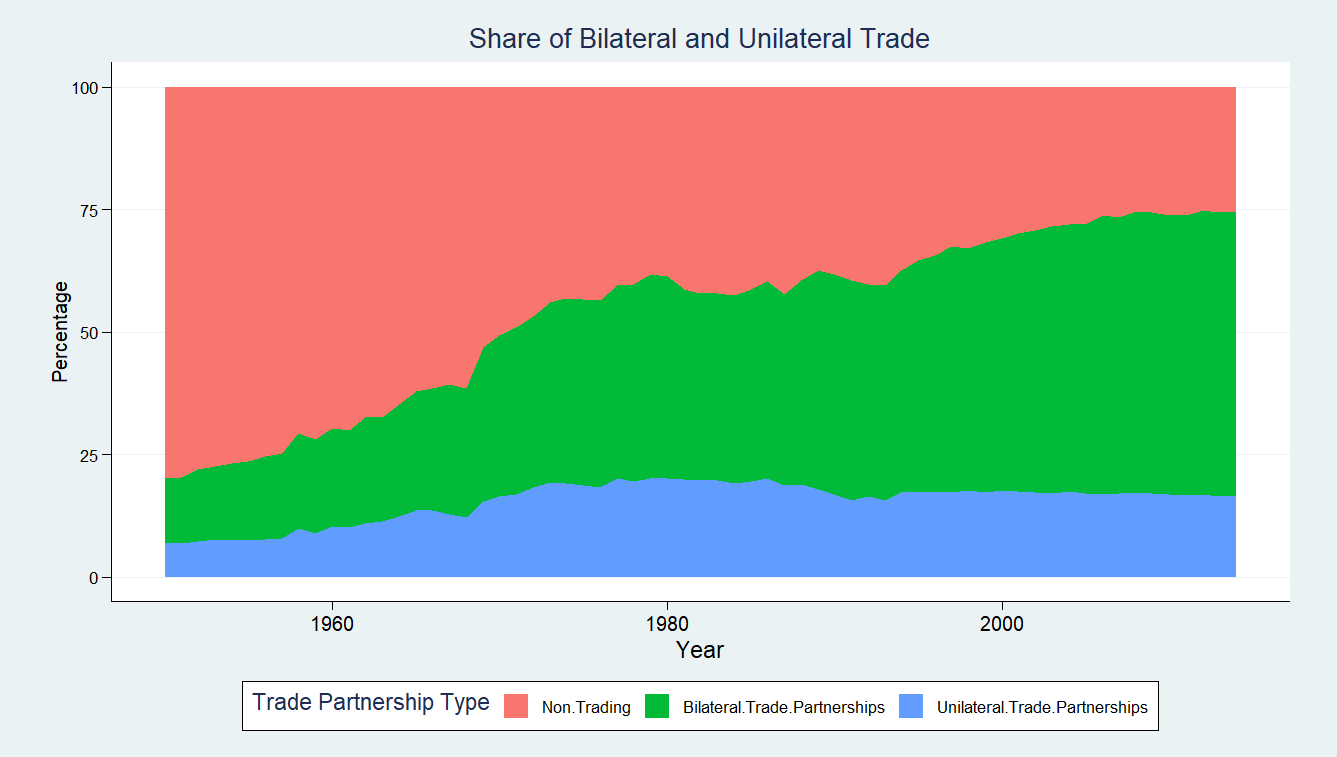 Share of Bilateral and Unilateral Trade
100
75
50
25
0
Percentage
1960 1980 2000
Year
Trade Partnership Type Non.Trading Bilateral.Trade.Partnerships Unilateral.Trade.Partnerships